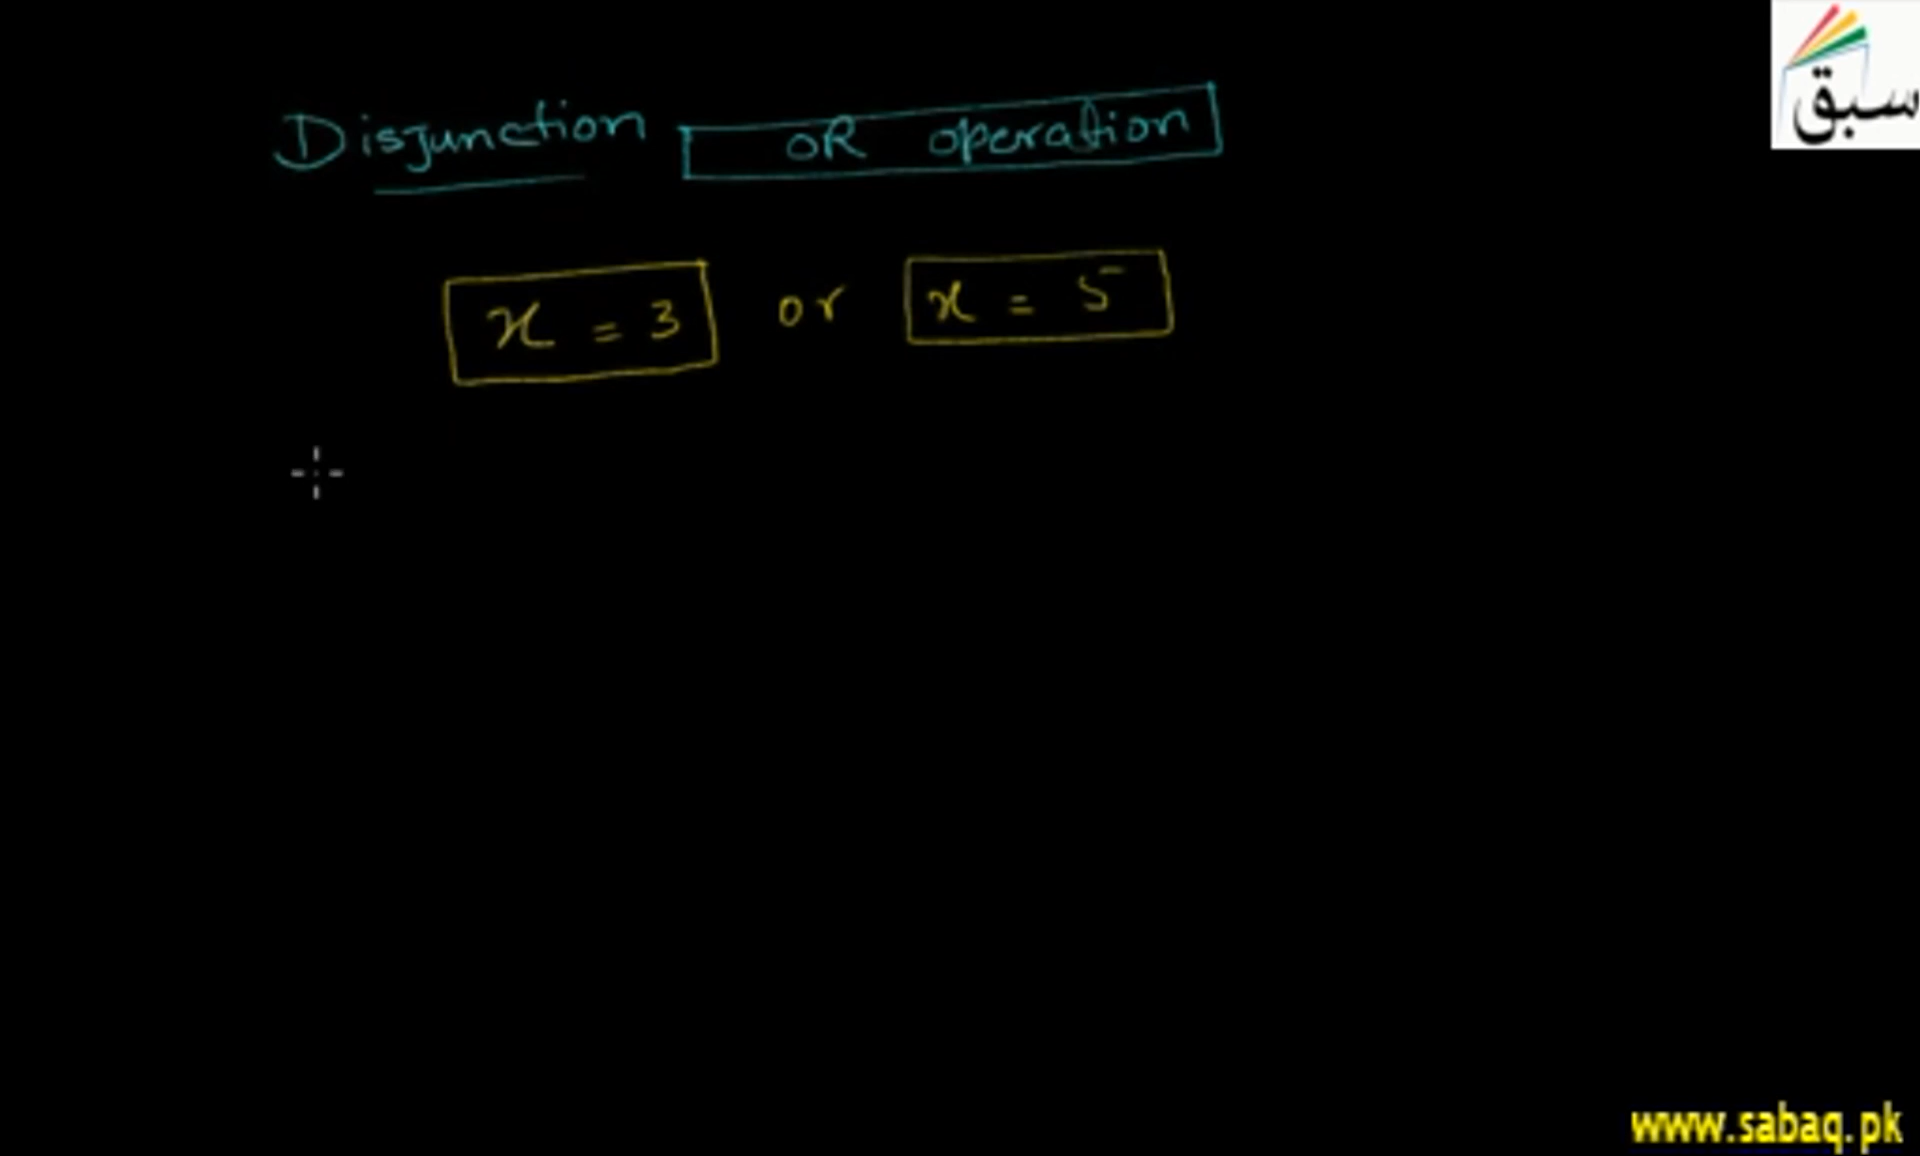 سبق
Disjunction OR operation
x = 3 or x = 5
www.sabaq.pk